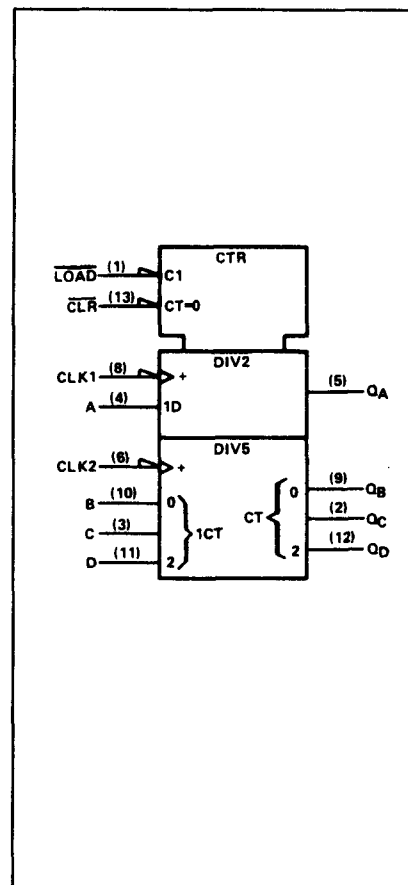 CTR
LOAD (1) C1
CLR (13) CT=0
DIV2
CLK1 (8) +
(5) QA
A (4) 1D
DIV5
CLK2 (6) +
B (10) 0
0 (9) QB
C (3) 1CT
CT (2) QC
D (11) 2
2 (12) QD